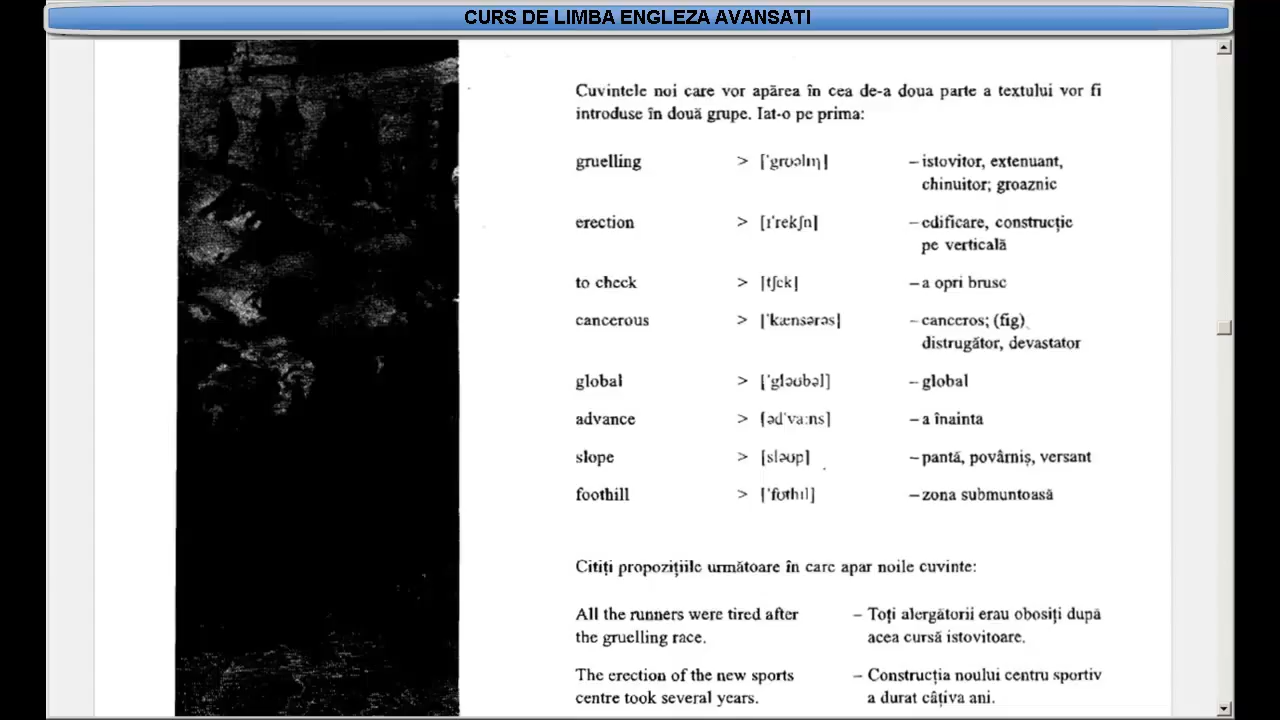 CURS DE LIMBA ENGLEZA AVANSATI
Cuvintele noi care vor apărea în cea de-a doua parte a textului vor fi
introduse în două grupe. Iat-o pe prima:
gruelling > [ˈgrʊəlɪŋ] – istovitor, extenuant,
chinuitor; groaznic
erection > [ɪˈrekʃn] – edificare, construcție
pe verticală
to check > [tʃek] – a opri brusc
cancerous > [ˈkænsərəs] – canceros; (fig)
distrugător, devastator
global > [ˈgləʊbəl] – global
advance > [ədˈvaːns] – a înainta
slope > [sləʊp] – pantă, povârniș, versant
foothill > [ˈfʊthɪl] – zona submuntoasă
Citiți propozițiile următoare în care apar noile cuvinte:
All the runners were tired after – Toți alergătorii erau obosiți după
the gruelling race. acea cursă istovitoare.
The erection of the new sports – Construcția noului centru sportiv
centre took several years. a durat câțiva ani.